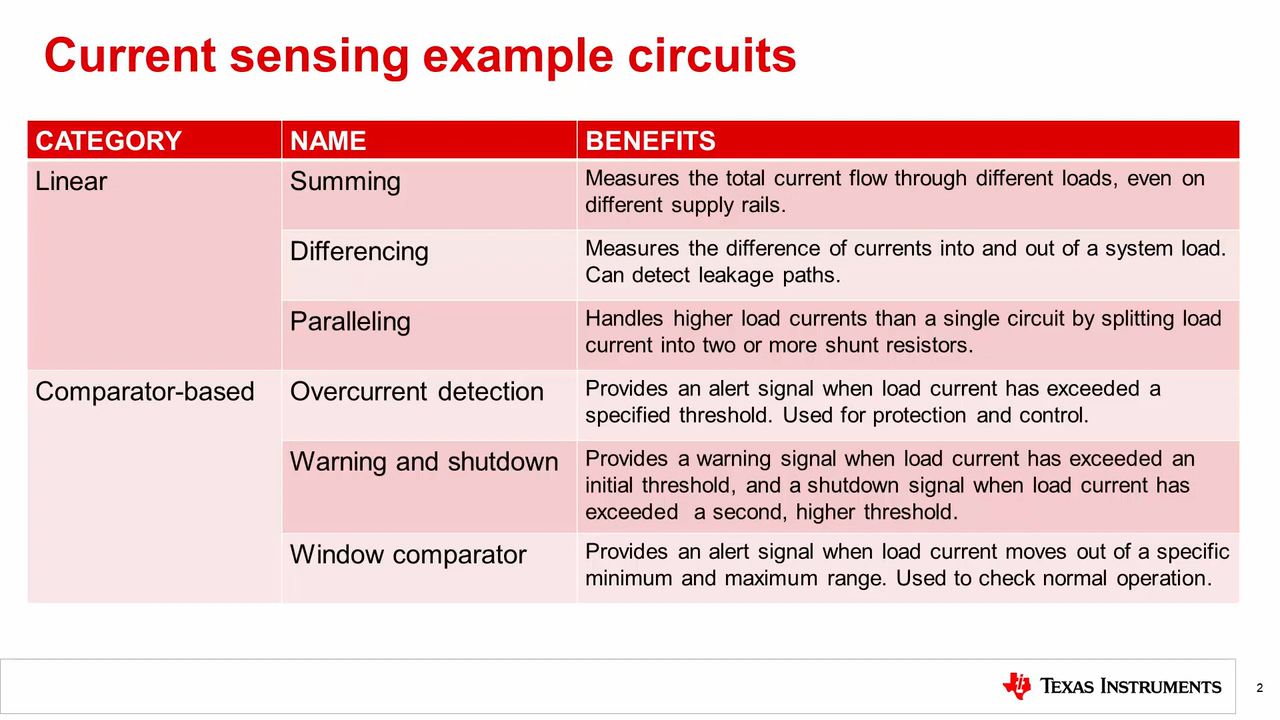 Current sensing example circuits
CATEGORY
NAME
BENEFITS
Linear
Summing
Measures the total current flow through different loads, even on
different supply rails.
Differencing
Measures the difference of currents into and out of a system load.
Can detect leakage paths.
Paralleling
Handles higher load currents than a single circuit by splitting load
current into two or more shunt resistors.
Comparator-based
Overcurrent detection
Provides an alert signal when load current has exceeded a
specified threshold. Used for protection and control.
Warning and shutdown
Provides a warning signal when load current has exceeded an
initial threshold, and a shutdown signal when load current has
exceeded a second, higher threshold.
Window comparator
Provides an alert signal when load current moves out of a specific
minimum and maximum range. Used to check normal operation.
TEXAS INSTRUMENTS
2